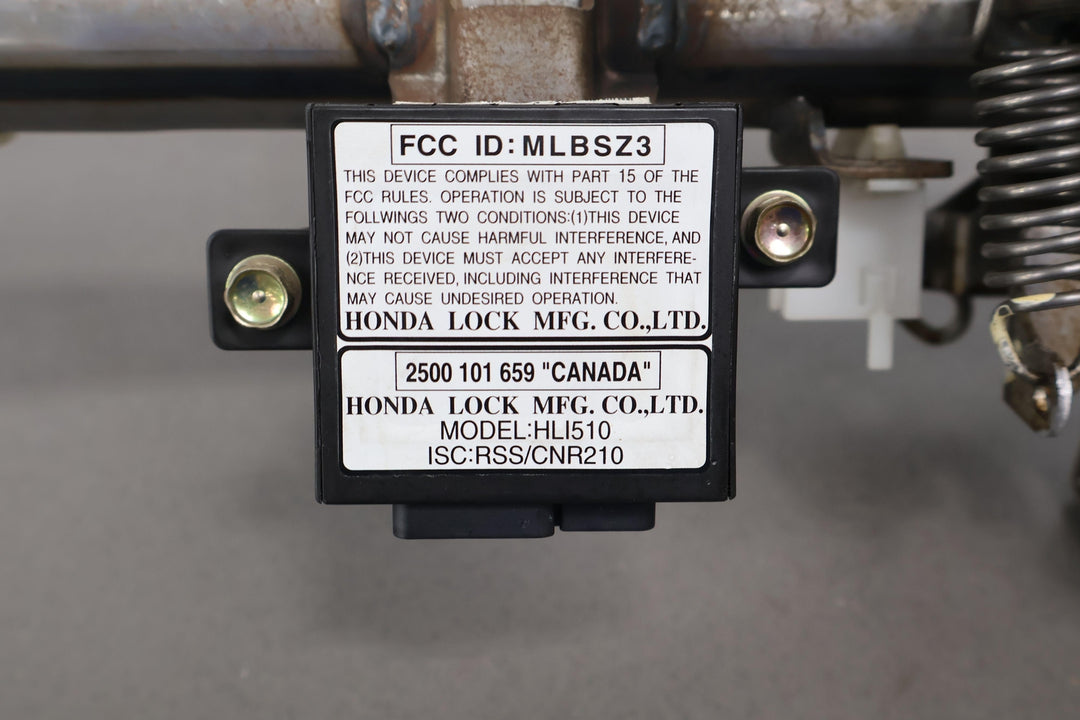 FCC ID: MLBSZ3
THIS DEVICE COMPLIES WITH PART 15 OF THE
FCC RULES. OPERATION IS SUBJECT TO THE
FOLLWINGS TWO CONDITIONS:(1)THIS DEVICE
MAY NOT CAUSE HARMFUL INTERFERENCE, AND
(2)THIS DEVICE MUST ACCEPT ANY INTERFERE-
NCE RECEIVED, INCLUDING INTERFERENCE THAT
MAY CAUSE UNDESIRED OPERATION.
HONDA LOCK MFG. CO.,LTD.
2500 101 659 "CANADA"
HONDA LOCK MFG. CO.,LTD.
MODEL:HLI510
ISC:RSS/CNR210